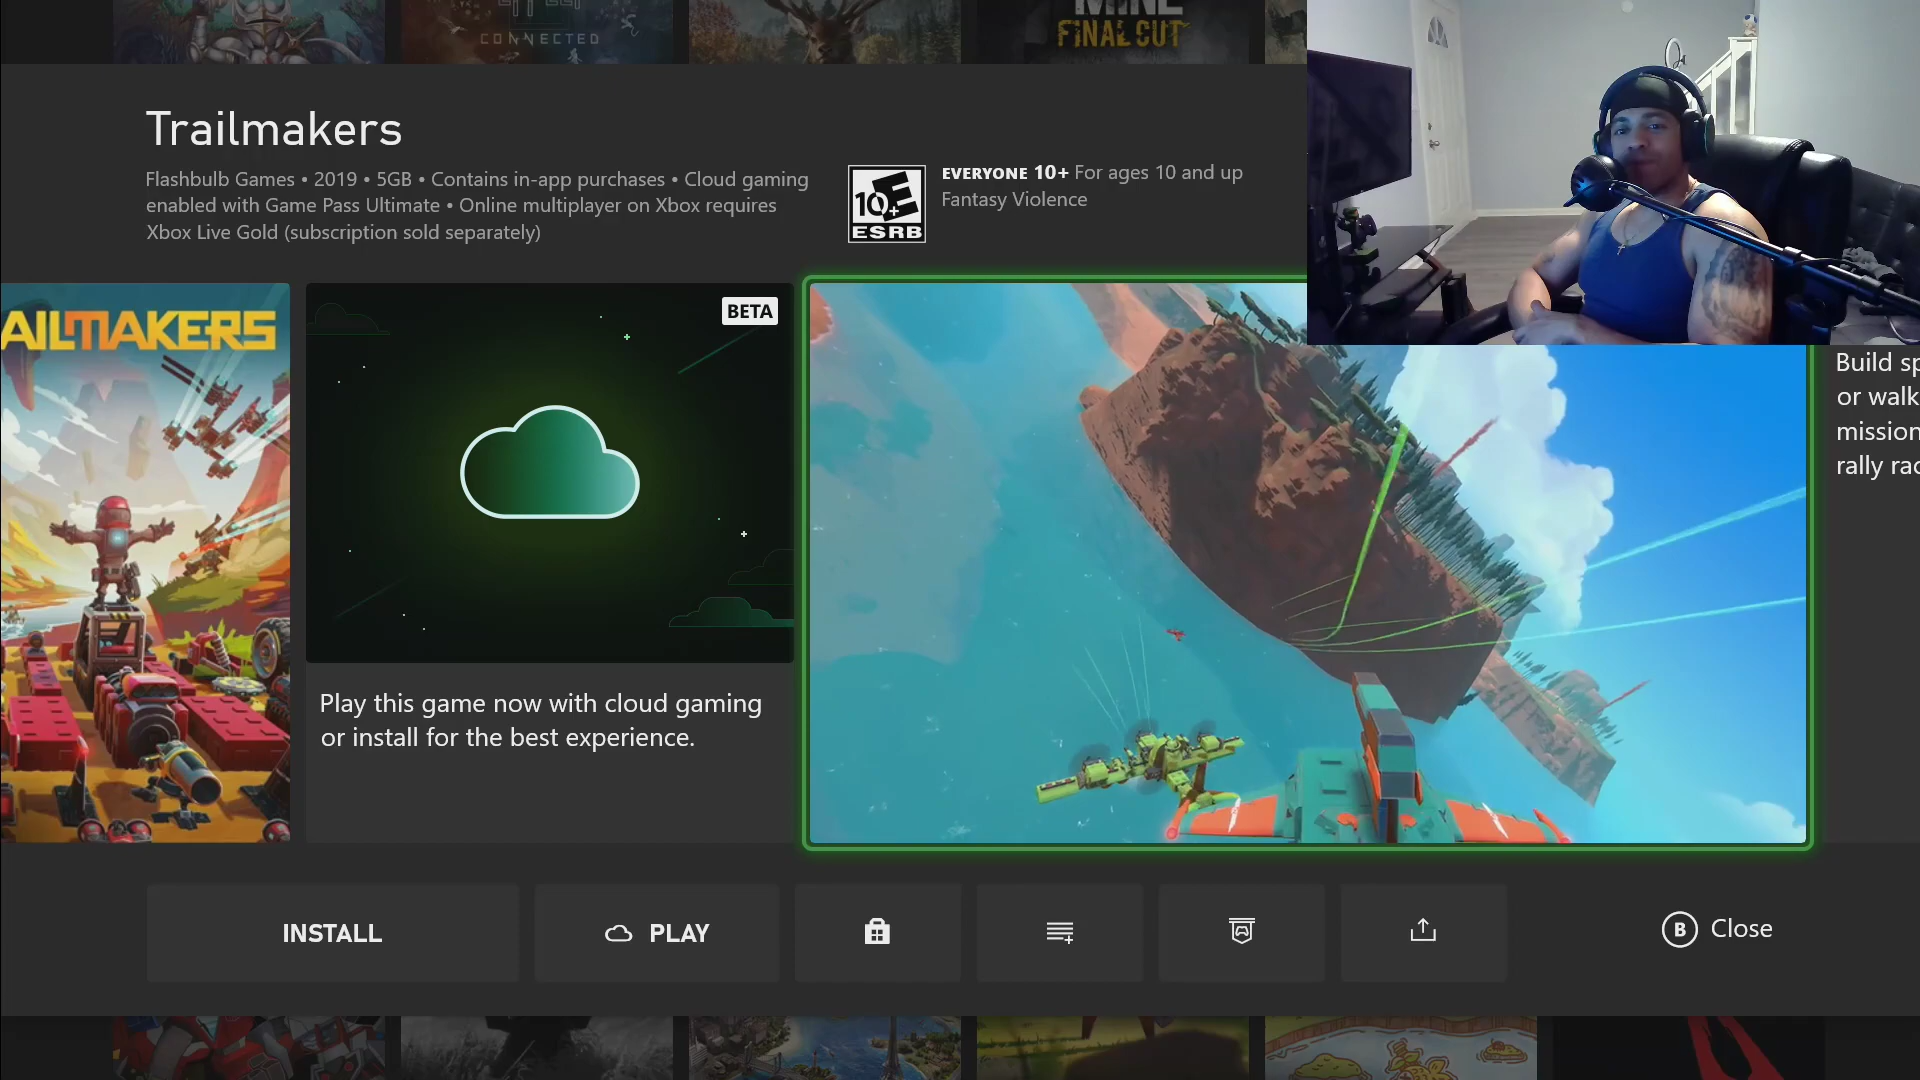 CONNECTED
FINAL CUT
Trailmakers
Flashbulb Games • 2019 • 5GB • Contains in-app purchases • Cloud gaming
enabled with Game Pass Ultimate • Online multiplayer on Xbox requires
Xbox Live Gold (subscription sold separately)
10+
E
ESRB
EVERYONE 10+ For ages 10 and up
Fantasy Violence
AILMAKERS
BETA
Play this game now with cloud gaming
or install for the best experience.
Build
or walk
mission
rally
INSTALL
PLAY
B Close